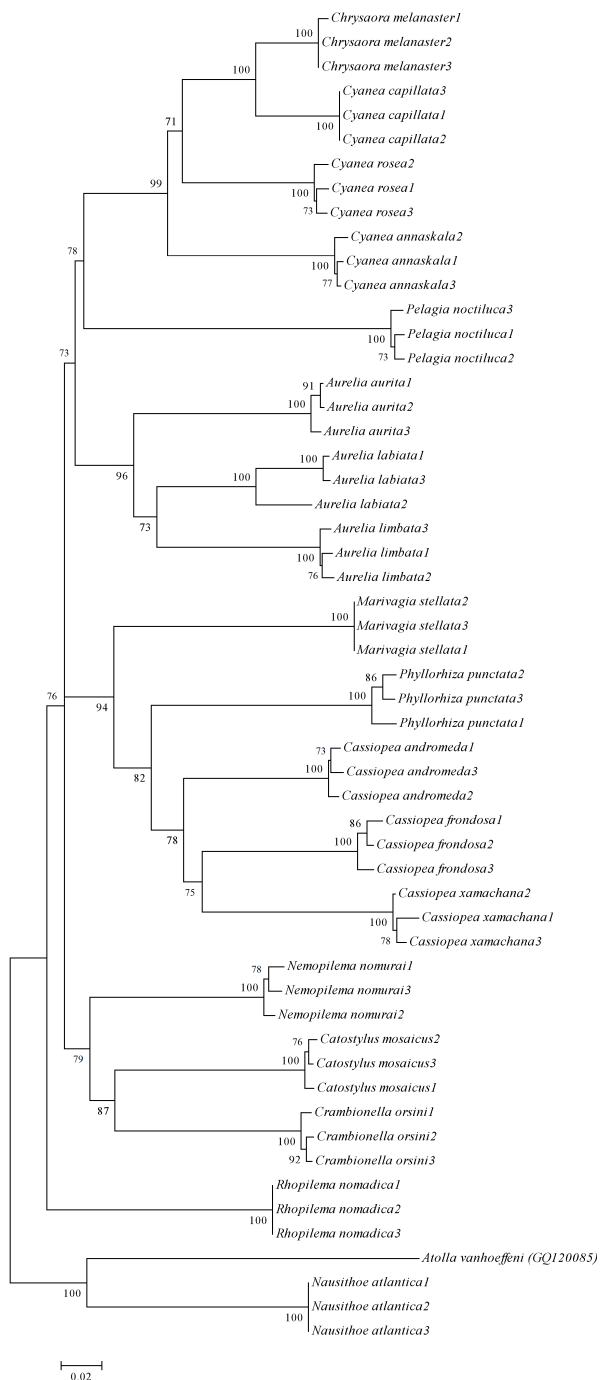 Chrysaora melanaster1
100
Chrysaora melanaster2
100
Chrysaora melanaster3
Cyanea capillata3
71
Cyanea capillata1
100
Cyanea capillata2
Cyanea rosea2
99
100
Cyanea rosea1
73
Cyanea rosea3
Cyanea annaskala2
78
100
Cyanea annaskala1
77
Cyanea annaskala3
Pelagia noctiluca3
100
Pelagia noctiluca1
73
73
Pelagia noctiluca2
91
Aurelia aurita1
100
Aurelia aurita2
Aurelia aurita3
100
Aurelia labiata1
96
100
Aurelia labiata3
Aurelia labiata2
73
Aurelia limbata3
100
Aurelia limbata1
76
Aurelia limbata2
Marivagia stellata2
100
Marivagia stellata3
Marivagia stellata1
86
Phyllorhiza punctata2
76
94
100
Phyllorhiza punctata3
Phyllorhiza punctata1
73
Cassiopea andromeda1
82
100
Cassiopea andromeda3
Cassiopea andromeda2
86
Cassiopea frondosa1
78
100
Cassiopea frondosa2
Cassiopea frondosa3
75
Cassiopea xamachana2
100
Cassiopea xamachana1
78
Cassiopea xamachana3
78
Nemopilema nomurai1
100
Nemopilema nomurai3
Nemopilema nomurai2
76
Catostylus mosaicus2
79
100
Catostylus mosaicus3
Catostylus mosaicus1
87
Crambionella orsini1
100
Crambionella orsini2
92
Crambionella orsini3
Rhopilema nomadica1
Rhopilema nomadica2
100
Rhopilema nomadica3
Atolla vanhoeffeni (GQ120085)
100
Nausithoe atlantica1
Nausithoe atlantica2
100
Nausithoe atlantica3
0.02